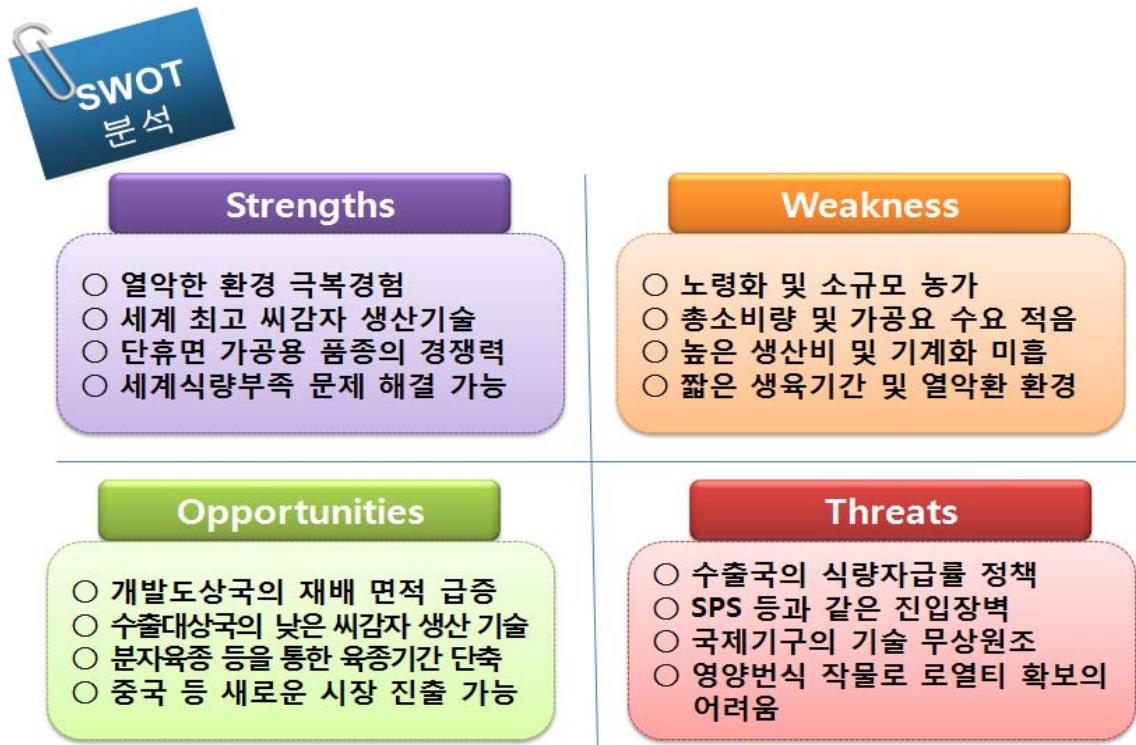 SWOT
분석
Strengths
○ 열악한 환경 극복경험
○ 세계 최고 씨감자 생산기술
○ 단휴면 가공용 품종의 경쟁력
○ 세계식량부족 문제 해결 가능
Weakness
○ 노령화 및 소규모 농가
○ 총소비량 및 가공요 수요 적음
○ 높은 생산비 및 기계화 미흡
○ 짧은 생육기간 및 열악환 환경
Opportunities
○ 개발도상국의 재배 면적 급증
○ 수출대상국의 낮은 씨감자 생산 기술
○ 분자육종 등을 통한 육종기간 단축
○ 중국 등 새로운 시장 진출 가능
Threats
○ 수출국의 식량자급률 정책
○ SPS 등과 같은 진입장벽
○ 국제기구의 기술 무상원조
○ 영양번식 작물로 로열티 확보의
어려움